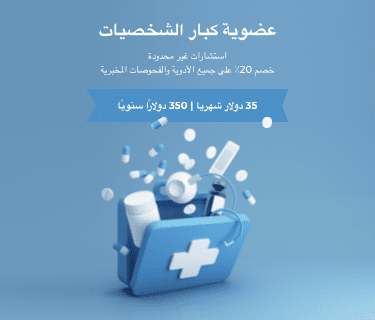 عضوية كبار الشخصيات
استشارات غير محدودة
خصم 20٪ على جميع الأدوية والفحوصات المخبرية
35 دولار شهريا | 350 دولارًا سنويًا